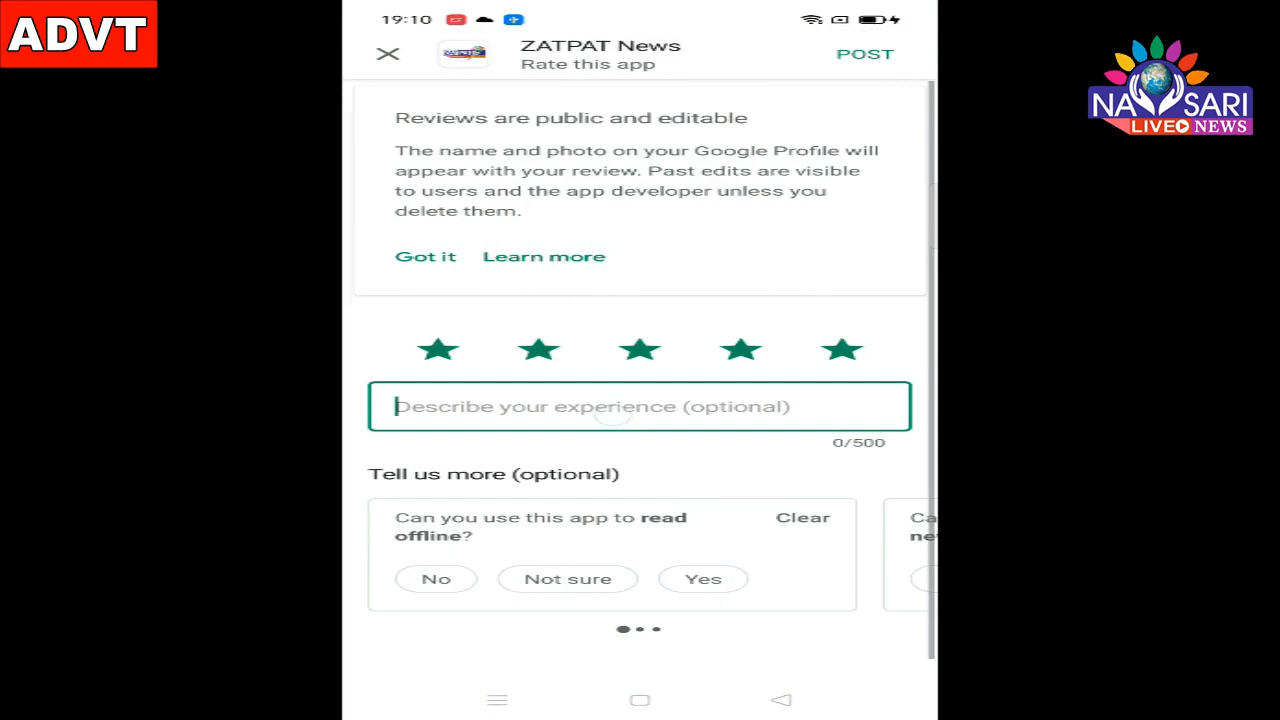 ADVT
19:10
ZATPAT News
Rate this app
POST
NAVSARI
LIVE NEWS
Reviews are public and editable
The name and photo on your Google Profile will
appear with your review. Past edits are visible
to users and the app developer unless you
delete them.
Got it Learn more
Describe your experience (optional)
0/500
Tell us more (optional)
Can you use this app to read
offline?
Clear
Ca
ne
No Not sure Yes